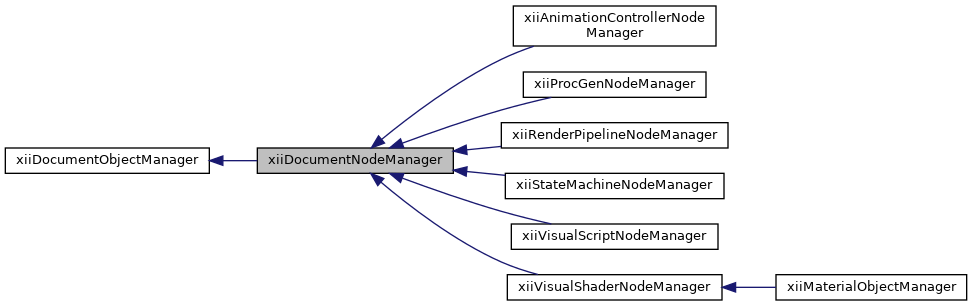 xiiAnimationControllerNode
Manager
xiiProcGenNodeManager
xiiRenderPipelineNodeManager
xiiDocumentObjectManager
xiiDocumentNodeManager
xiiStateMachineNodeManager
xiiVisualScriptNodeManager
xiiVisualShaderNodeManager
xiiMaterialObjectManager